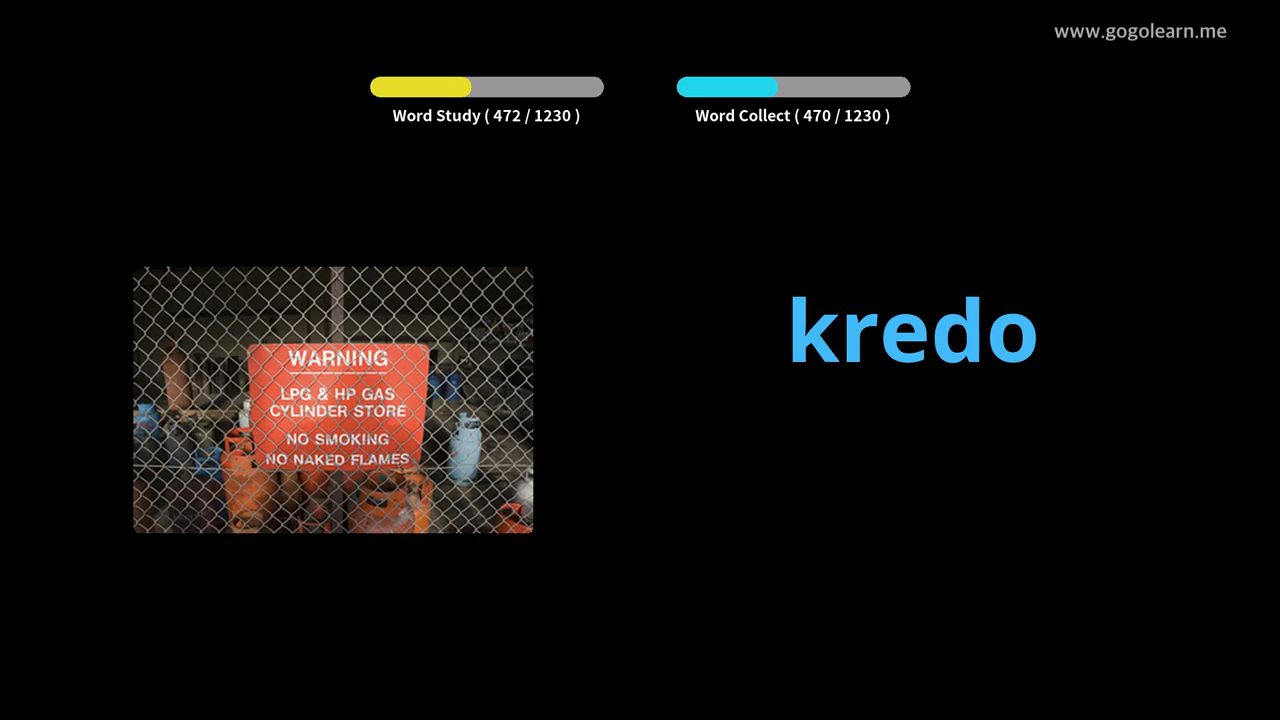 www.gogolearn.me
Word Study ( 472 / 1230 )
Word Collect ( 470 / 1230 )
WARNING
LPG & HP GAS
CYLINDER STORE
NO SMOKING
NO NAKED FLAMES
kredo